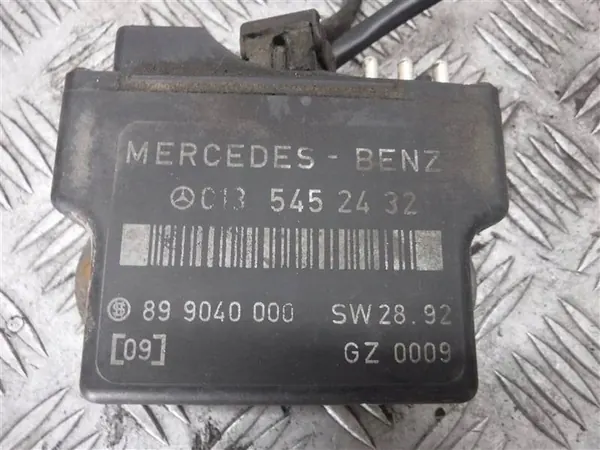 MERCEDES - BENZ
013 545 24 32
89 9040 000 SW 28.92
[09] GZ 0009